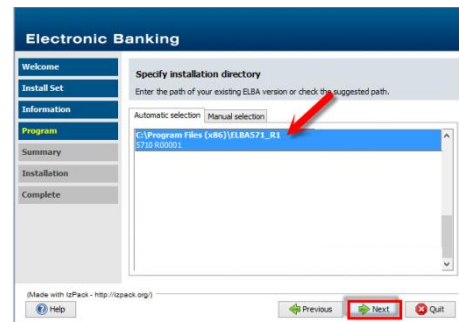 Electronic Banking
Welcome
Install Set
Information
Program
Summary
Installation
Complete
Specify installation directory
Enter the path of your existing ELBA version or check the suggested path.
Automatic selection Manual selection
C:\Program Files (x86)\ELBA571_R1
5710 R00001
(Made with IzPack - http://izpack.org/)
Help Previous Next Quit